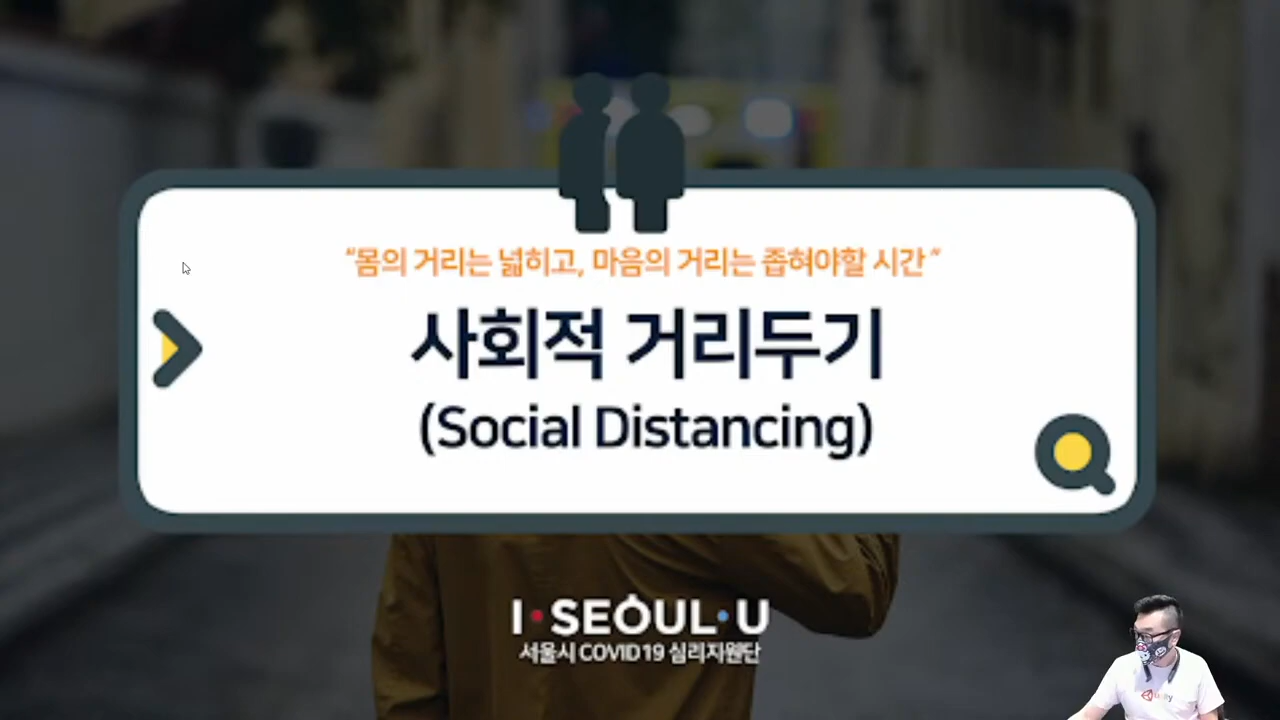 “몸의 거리는 넓히고, 마음의 거리는 좁혀야할 시간”
사회적 거리두기
(Social Distancing)
I·SEOUL·U
서울시 COVID19 심리지원단